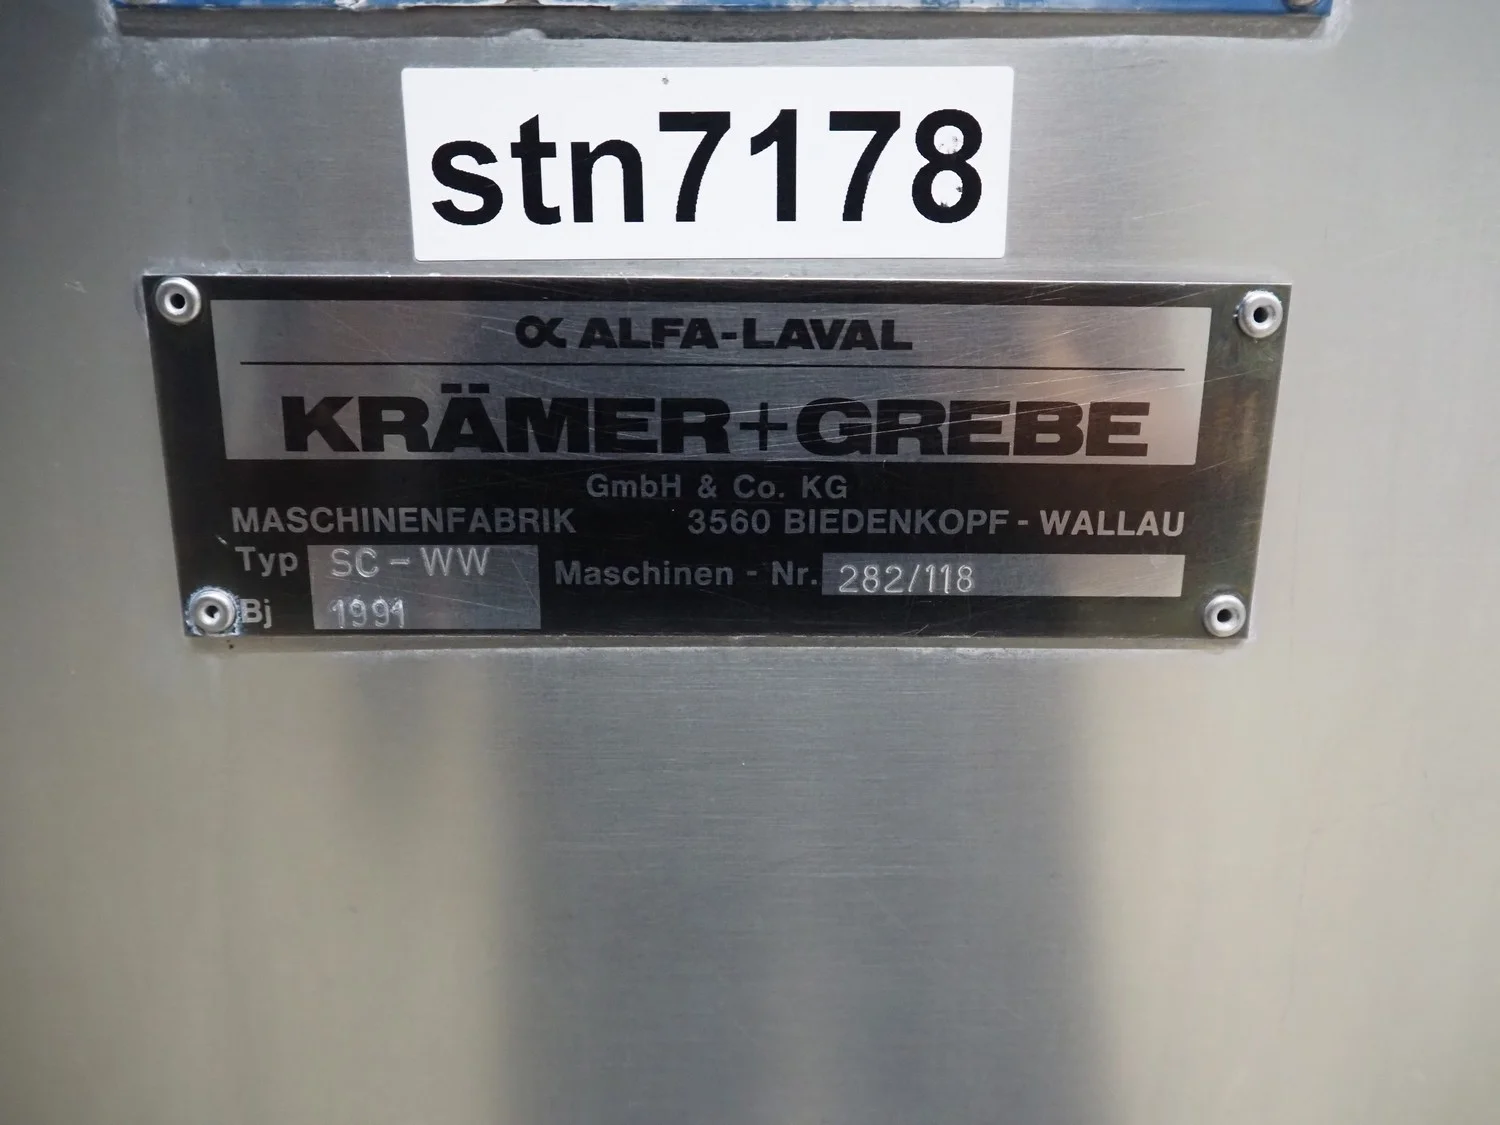 stn7178
α ALFA-LAVAL
KRÄMER+GREBE
GmbH & Co. KG
MASCHINENFABRIK 3560 BIEDENKOPF - WALLAU
Typ SC-WW Maschinen - Nr. 282/118
Bj 1991